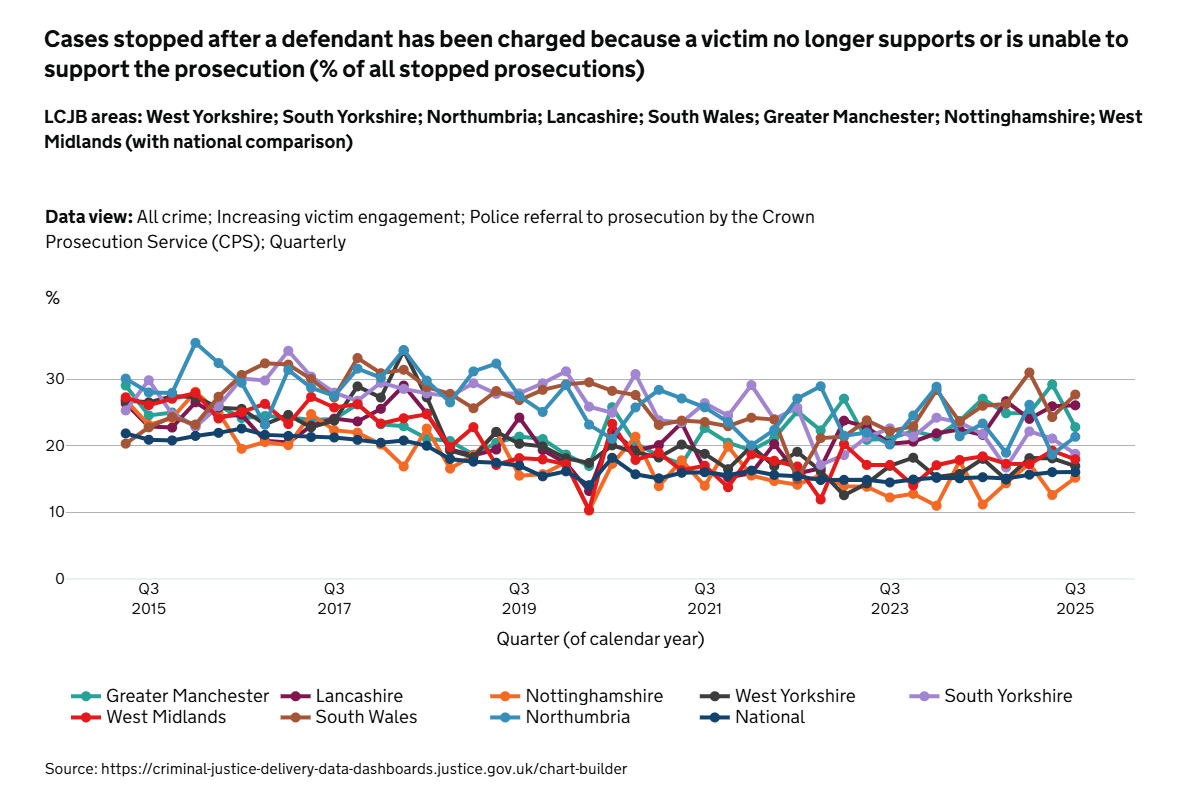 Cases stopped after a defendant has been charged because a victim no longer supports or is unable to
support the prosecution (% of all stopped prosecutions)
LCJB areas: West Yorkshire; South Yorkshire; Northumbria; Lancashire; South Wales; Greater Manchester; Nottinghamshire; West
Midlands (with national comparison)
Data view: All crime; Increasing victim engagement; Police referral to prosecution by the Crown
Prosecution Service (CPS); Quarterly
%
30
20
10
0
Q3 Q3 Q3 Q3 Q3 Q3
2015 2017 2019 2021 2023 2025
Quarter (of calendar year)
Greater Manchester Lancashire Nottinghamshire West Yorkshire South Yorkshire
West Midlands South Wales Northumbria National
Source: https://criminal-justice-delivery-data-dashboards.justice.gov.uk/chart-builder